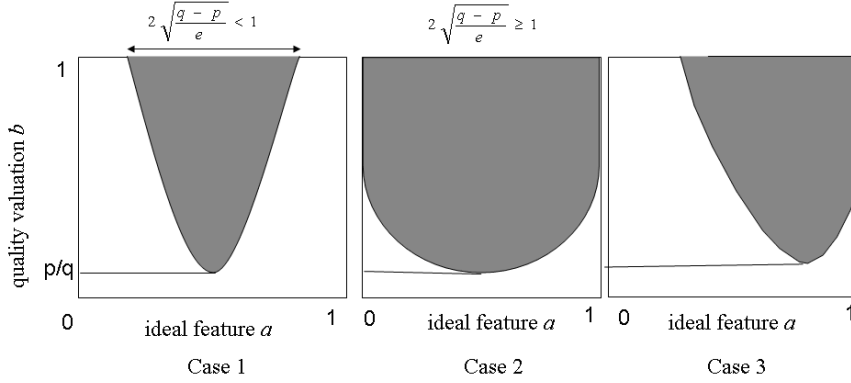 2 √((q − p)/e) < 1
2 √((q − p)/e) ≥ 1
1
quality valuation b
p/q
0
ideal feature a
1
0
ideal feature a
1
0
ideal feature a
1
Case 1
Case 2
Case 3